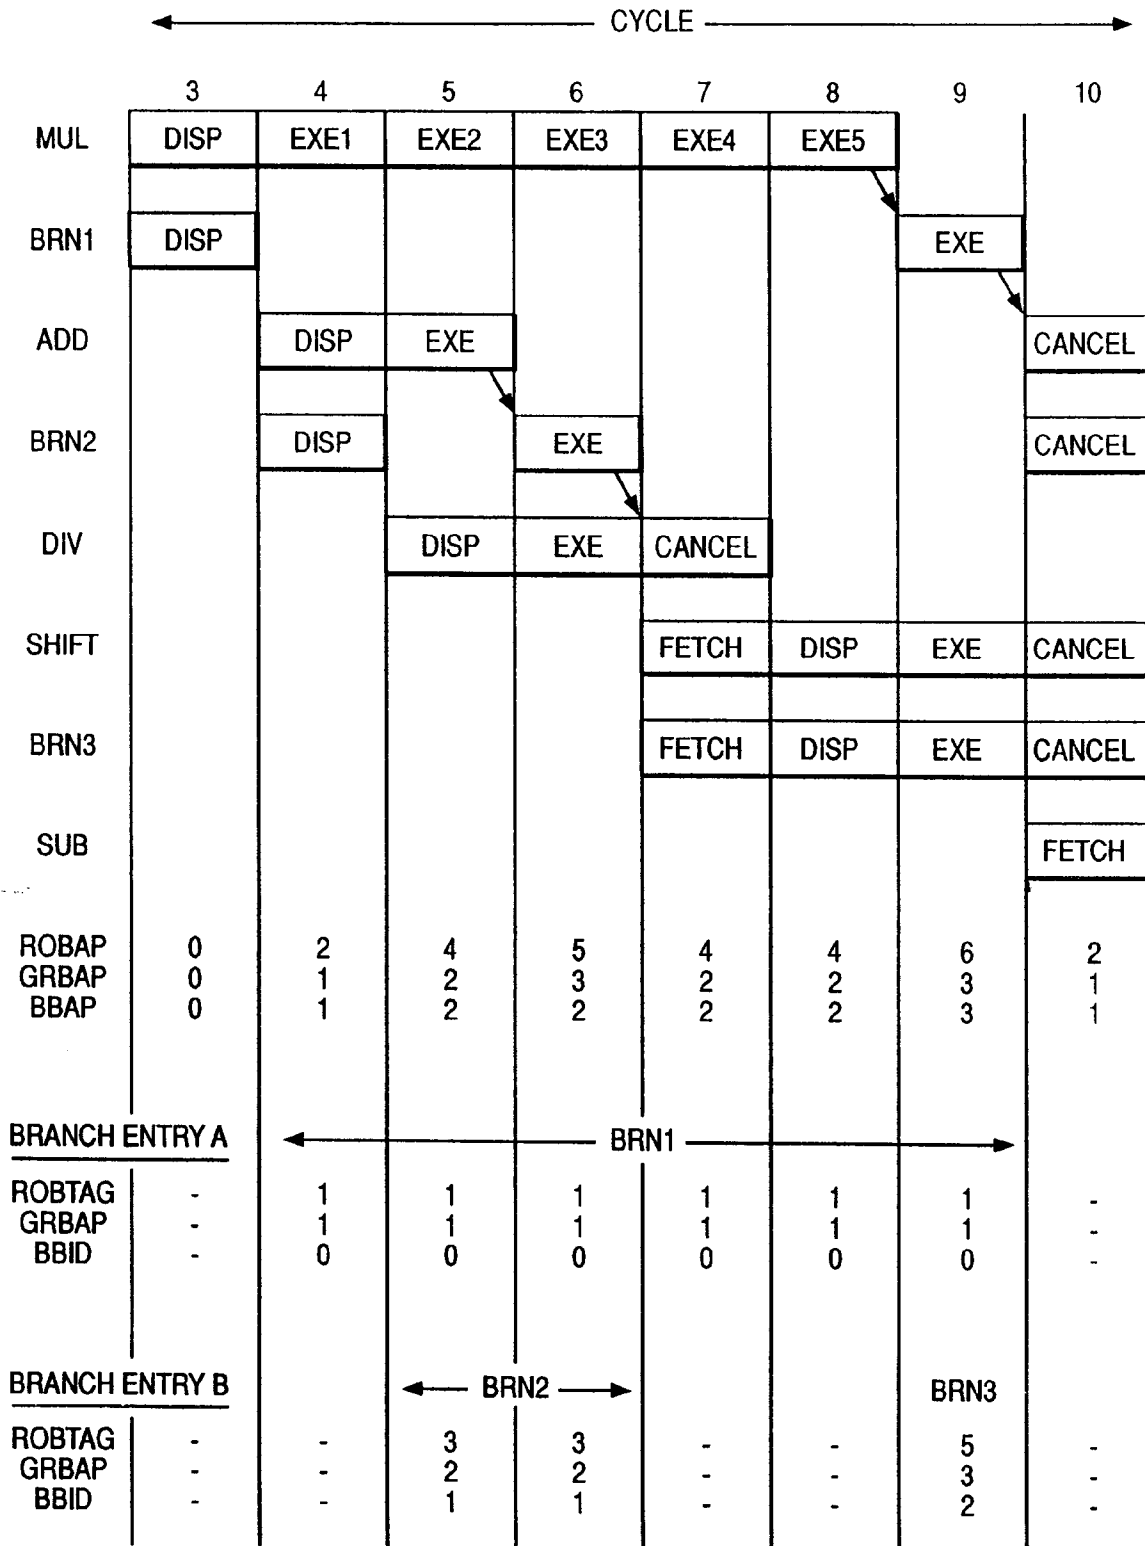 CYCLE
3 4 5 6 7 8 9 10
MUL DISP EXE1 EXE2 EXE3 EXE4 EXE5
BRN1 DISP EXE
ADD DISP EXE CANCEL
BRN2 DISP EXE CANCEL
DIV DISP EXE CANCEL
SHIFT FETCH DISP EXE CANCEL
BRN3 FETCH DISP EXE CANCEL
SUB FETCH
ROBAP 0 2 4 5 4 4 6 2
GRBAP 0 1 2 3 2 2 3 1
BBAP 0 1 2 2 2 2 3 1
BRANCH ENTRY A BRN1
ROBTAG - 1 1 1 1 1 1 -
GRBAP - 1 1 1 1 1 1 -
BBID - 0 0 0 0 0 0 -
BRANCH ENTRY B BRN2 BRN3
ROBTAG - - 3 3 - - 5 -
GRBAP - - 2 2 - - 3 -
BBID - - 1 1 - - 2 -